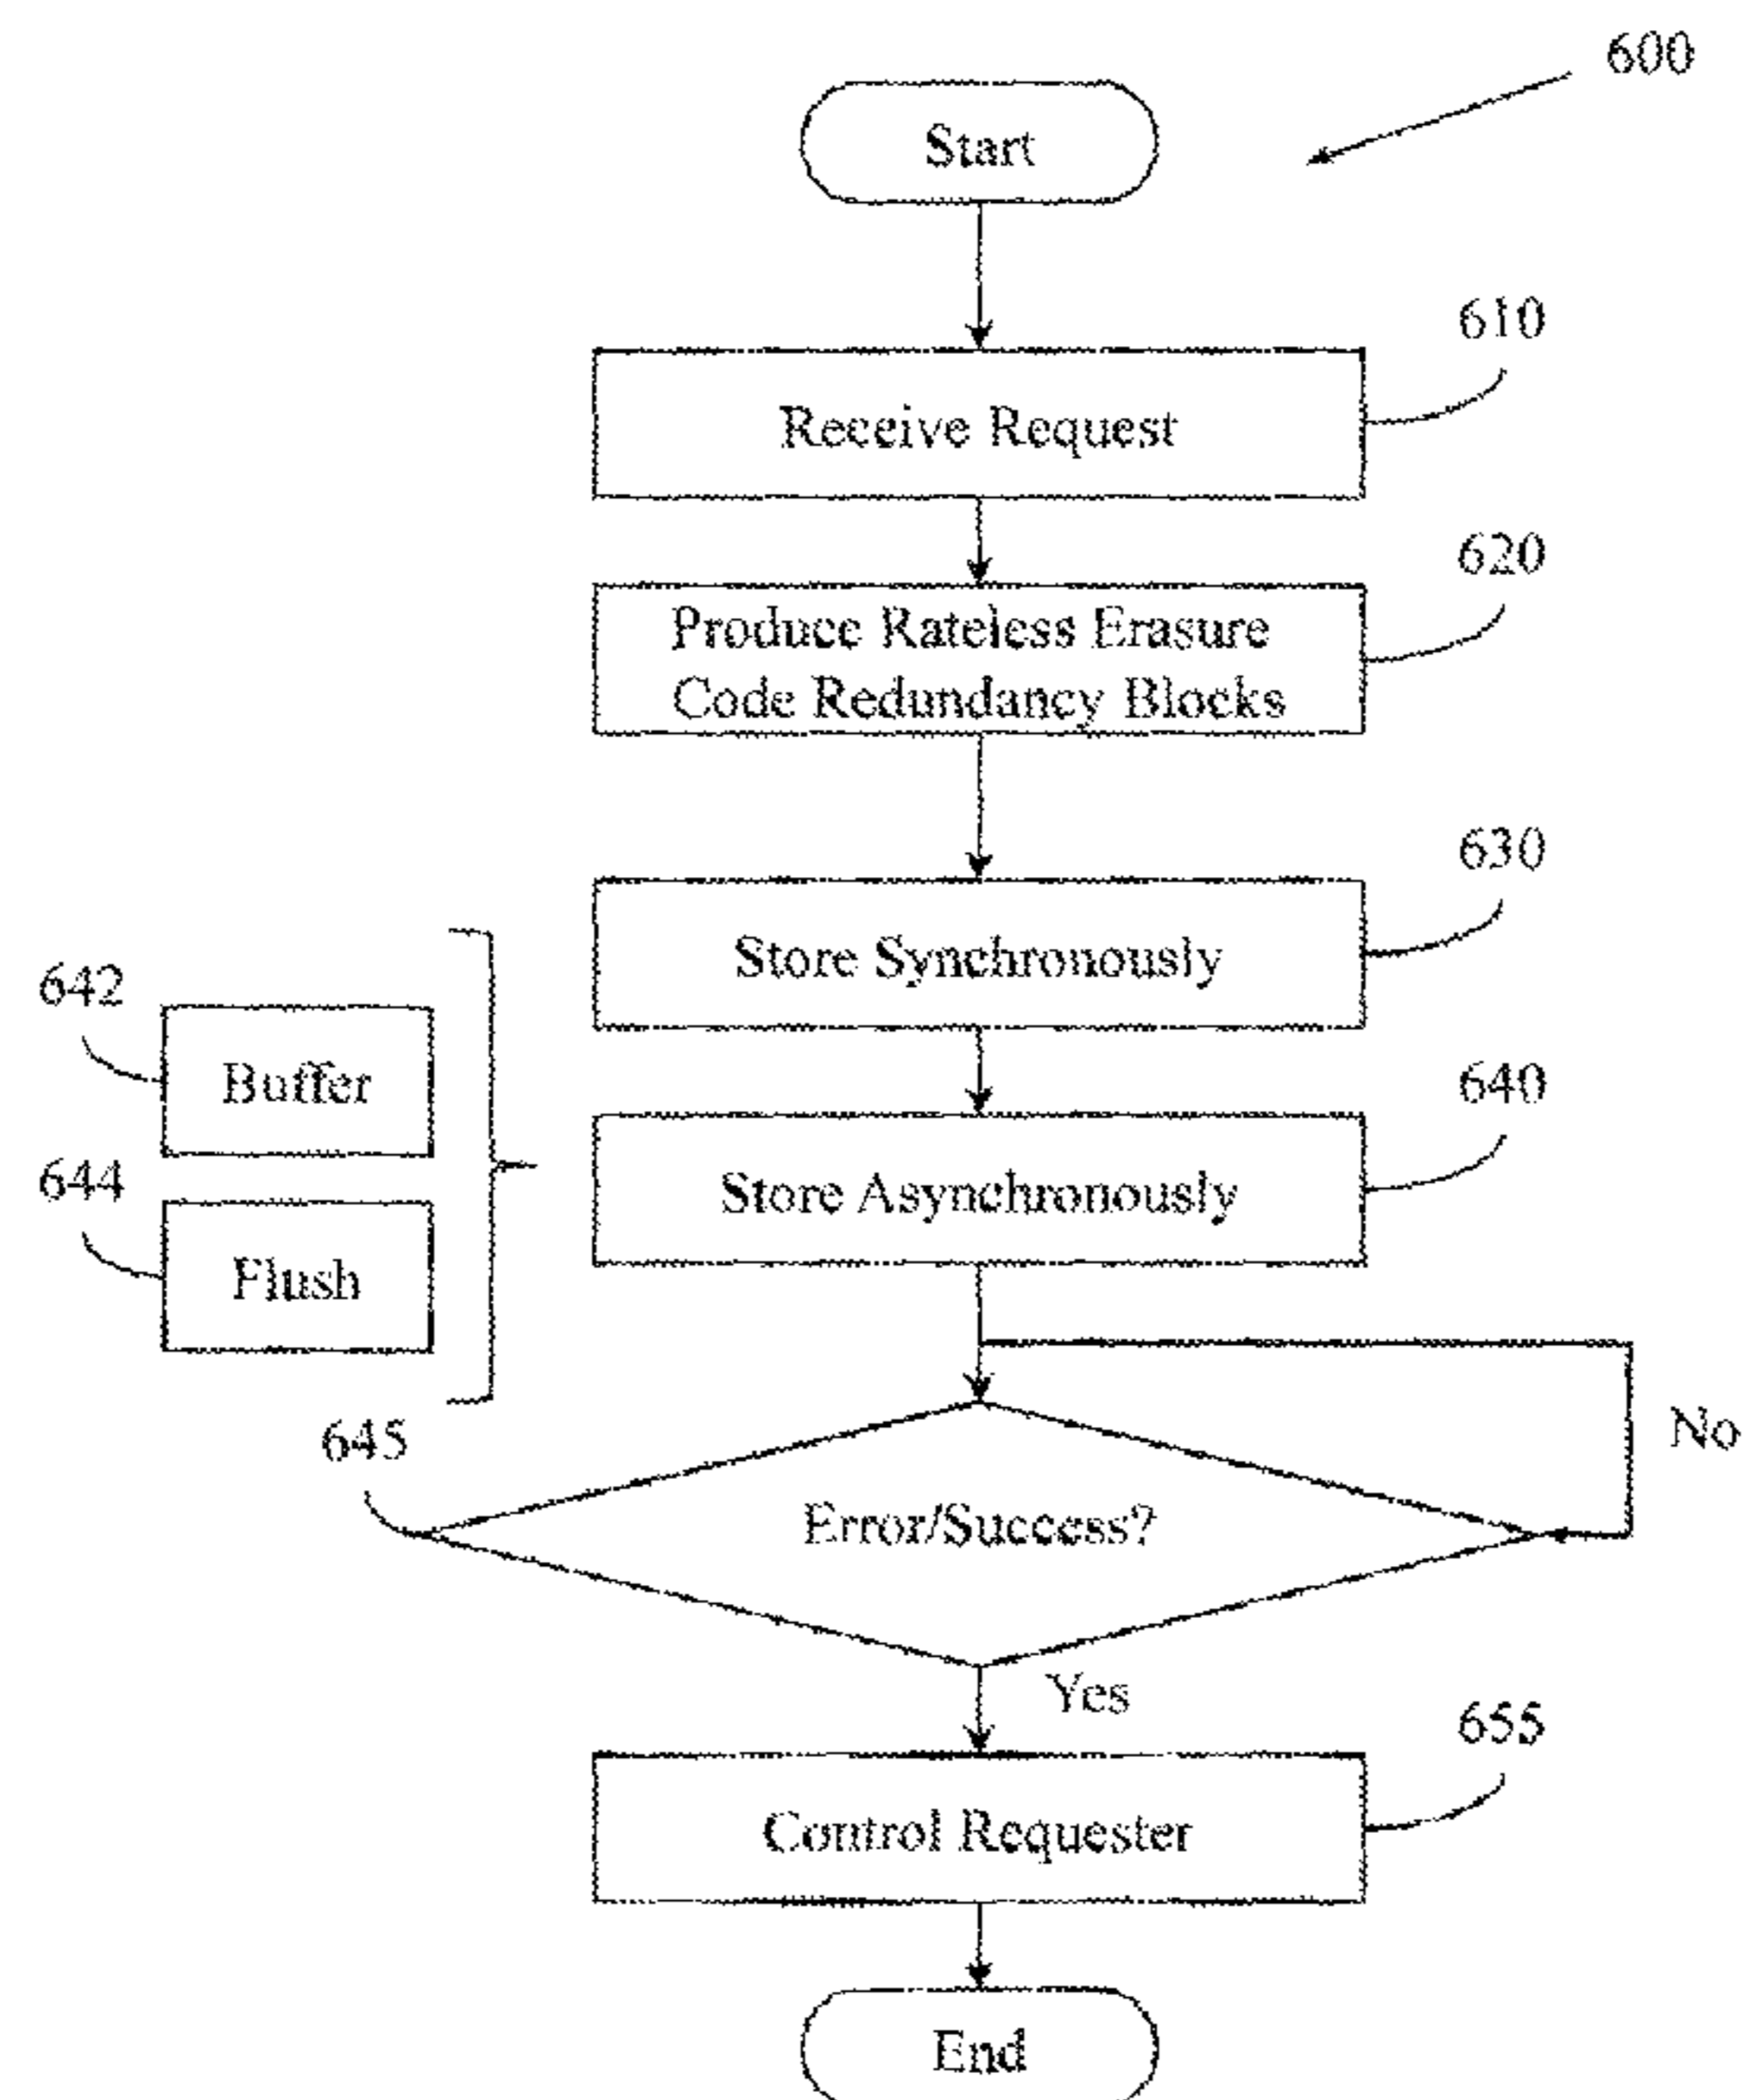 600
Start
610
Receive Request
620
Produce Rateless Erasure
Code Redundancy Blocks
630
Store Synchronously
642
Buffer
640
Store Asynchronously
644
Flush
645
No
Error/Success?
Yes
655
Control Requester
End